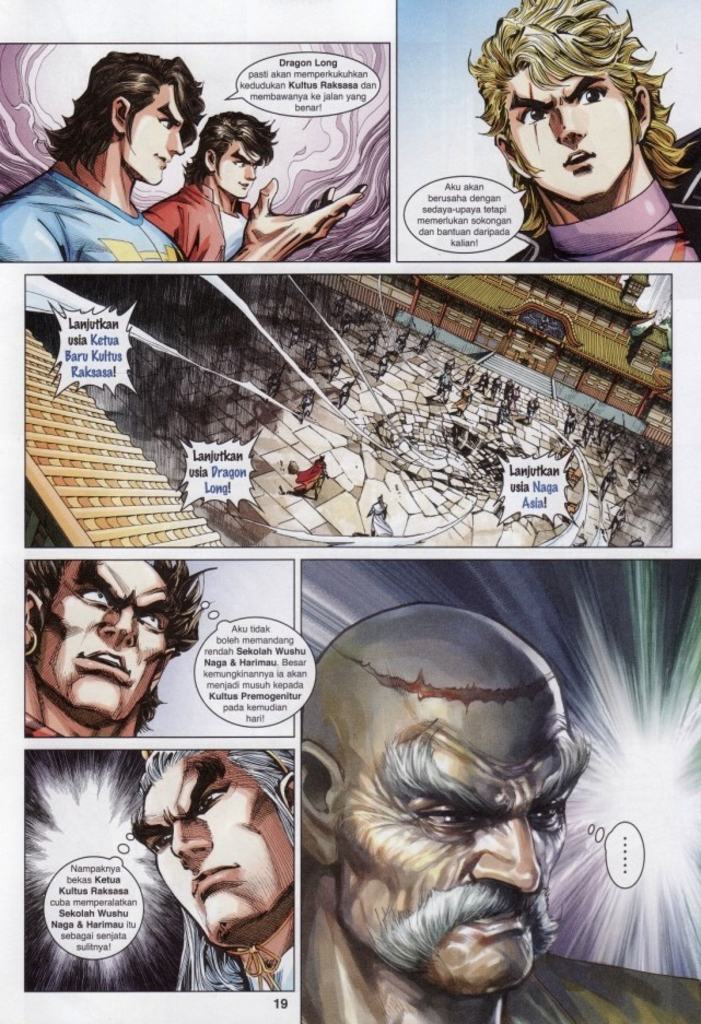 Dragon Long
pasti akan memperkukuhkan
kedudukan Kultus Raksasa dan
membawanya ke jalan yang
benar!
Aku akan
berusaha dengan
sedaya-upaya tetapi
memerlukan sokongan
dan bantuan daripada
kalian!
Lanjutkan
usia Ketua
Baru Kultus
Raksasa!
Lanjutkan
usia Dragon
Long!
Lanjutkan
usia Naga
Asia!
Aku tidak
boleh memandang
rendah Sekolah Wushu
Naga & Harimau. Besar
kemungkinannya ia akan
menjadi musuh kepada
Kultus Premogenitur
pada kemudian
hari!
Nampaknya
bekas Ketua
Kultus Raksasa
cuba memperalatkan
Sekolah Wushu
Naga & Harimau itu
sebagai senjata
sulitnya!
......
19